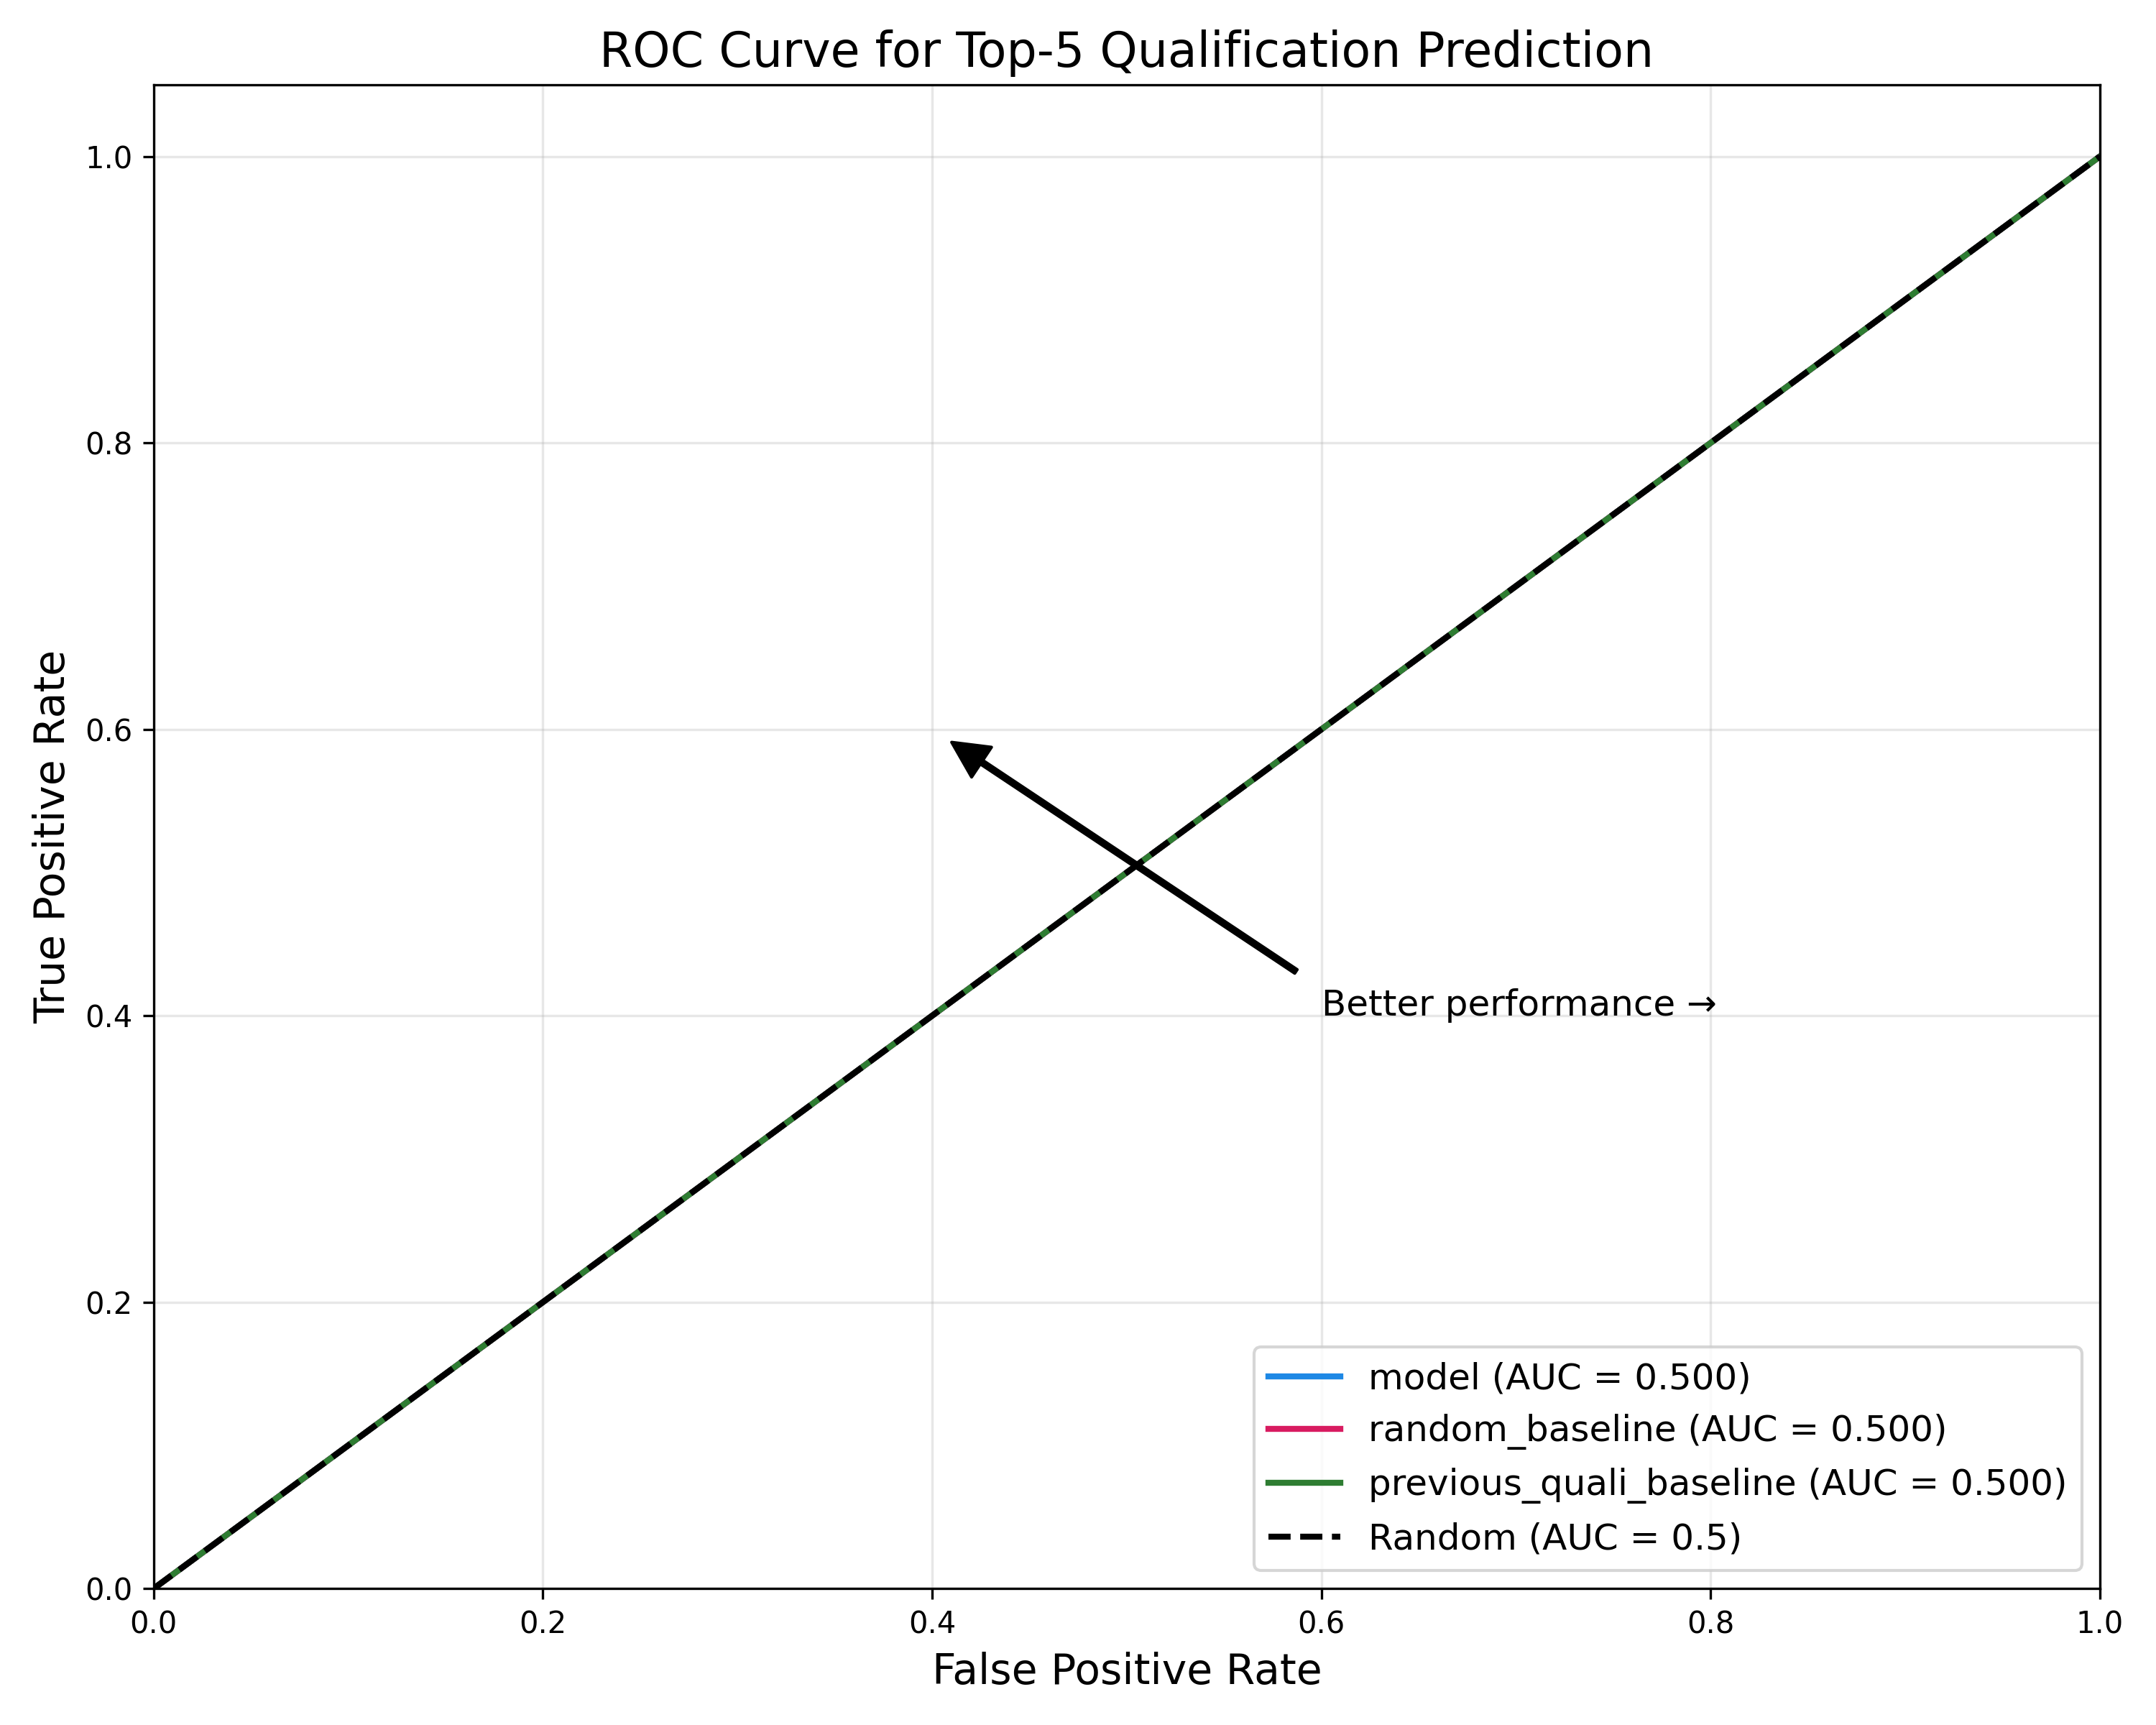 ROC Curve for Top-5 Qualification Prediction
True Positive Rate
1.0
0.8
0.6
0.4
0.2
0.0
Better performance →
model (AUC = 0.500)
random_baseline (AUC = 0.500)
previous_quali_baseline (AUC = 0.500)
Random (AUC = 0.5)
0.0 0.2 0.4 0.6 0.8 1.0
False Positive Rate